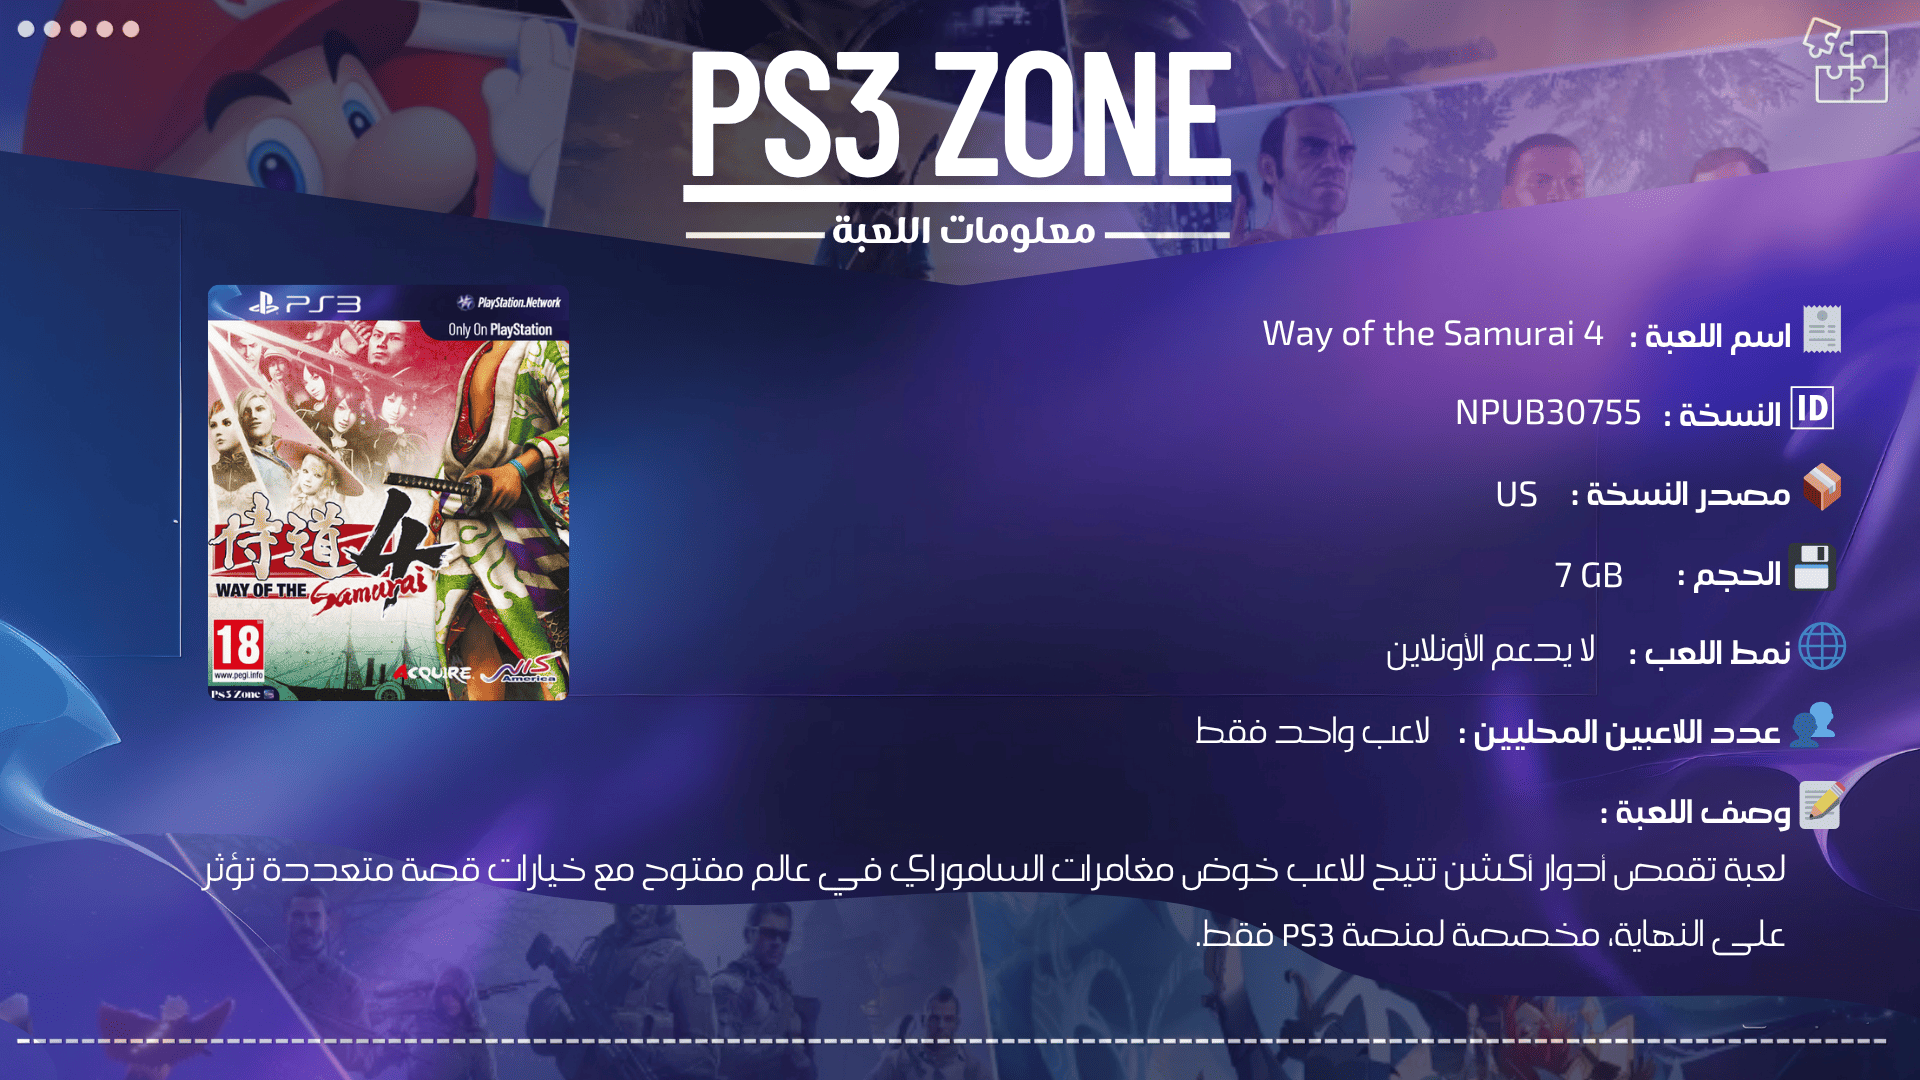 PS3 ZONE
معلومات اللعبة
PS3
PlayStation.Network
Only On PlayStation
侍道4
WAY OF THE Samurai
18
www.pegi.info
ACQUIRE
NIS America
Ps3 Zone
اسم اللعبة : Way of the Samurai 4
ID النسخة : NPUB30755
مصدر النسخة : US
الحجم : 7 GB
نمط اللعب : لا يدعم الأونلاين
عدد اللاعبين المحليين : لاعب واحد فقط
وصف اللعبة :
لعبة تقمص أدوار أكشن تتيح للاعب خوض مغامرات الساموراي في عالم مفتوح مع خيارات قصة متعددة تؤثر
على النهاية، مخصصة لمنصة PS3 فقط.